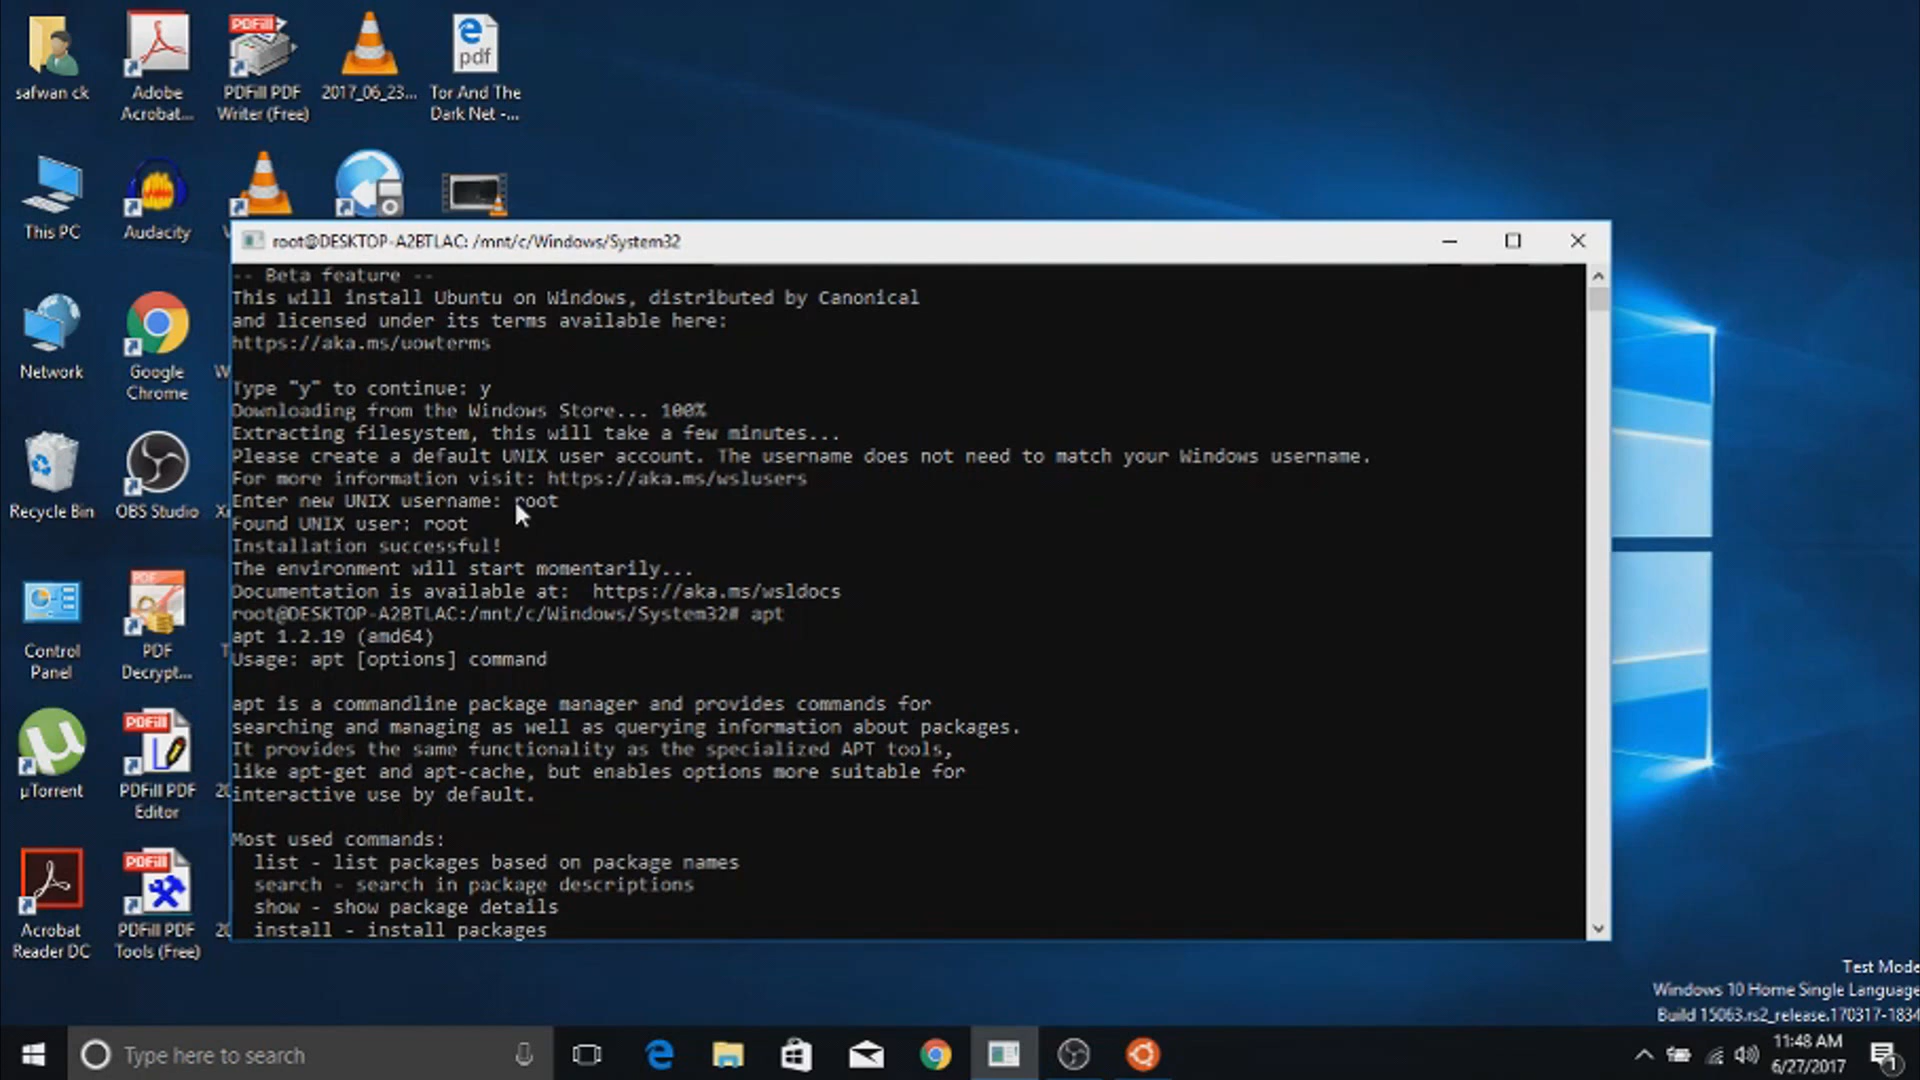 safwan ck
Adobe
Acrobat...
PDFill PDF
Writer (Free)
2017_06_23...
Tor And The
Dark Net -...
This PC
Audacity
Network
Google
Chrome
Recycle Bin
OBS Studio
Control
Panel
PDF
Decrypt...
µTorrent
PDFill PDF
Editor
Acrobat
Reader DC
PDFill PDF
Tools (Free)
root@DESKTOP-A2BTLAC: /mnt/c/Windows/System32
-- Beta feature --
This will install Ubuntu on Windows, distributed by Canonical
and licensed under its terms available here:
https://aka.ms/uowterms
Type "y" to continue: y
Downloading from the Windows Store... 100%
Extracting filesystem, this will take a few minutes...
Please create a default UNIX user account. The username does not need to match your Windows username.
For more information visit: https://aka.ms/wslusers
Enter new UNIX username: root
Found UNIX user: root
Installation successful!
The environment will start momentarily...
Documentation is available at:  https://aka.ms/wsldocs
root@DESKTOP-A2BTLAC:/mnt/c/Windows/System32# apt
apt 1.2.19 (amd64)
Usage: apt [options] command
apt is a commandline package manager and provides commands for
searching and managing as well as querying information about packages.
It provides the same functionality as the specialized APT tools,
like apt-get and apt-cache, but enables options more suitable for
interactive use by default.
Most used commands:
list - list packages based on package names
search - search in package descriptions
show - show package details
install - install packages
Test Mode
Windows 10 Home Single Language
Build 15063.rs2_release.170317-1834
Type here to search
11:48 AM
6/27/2017